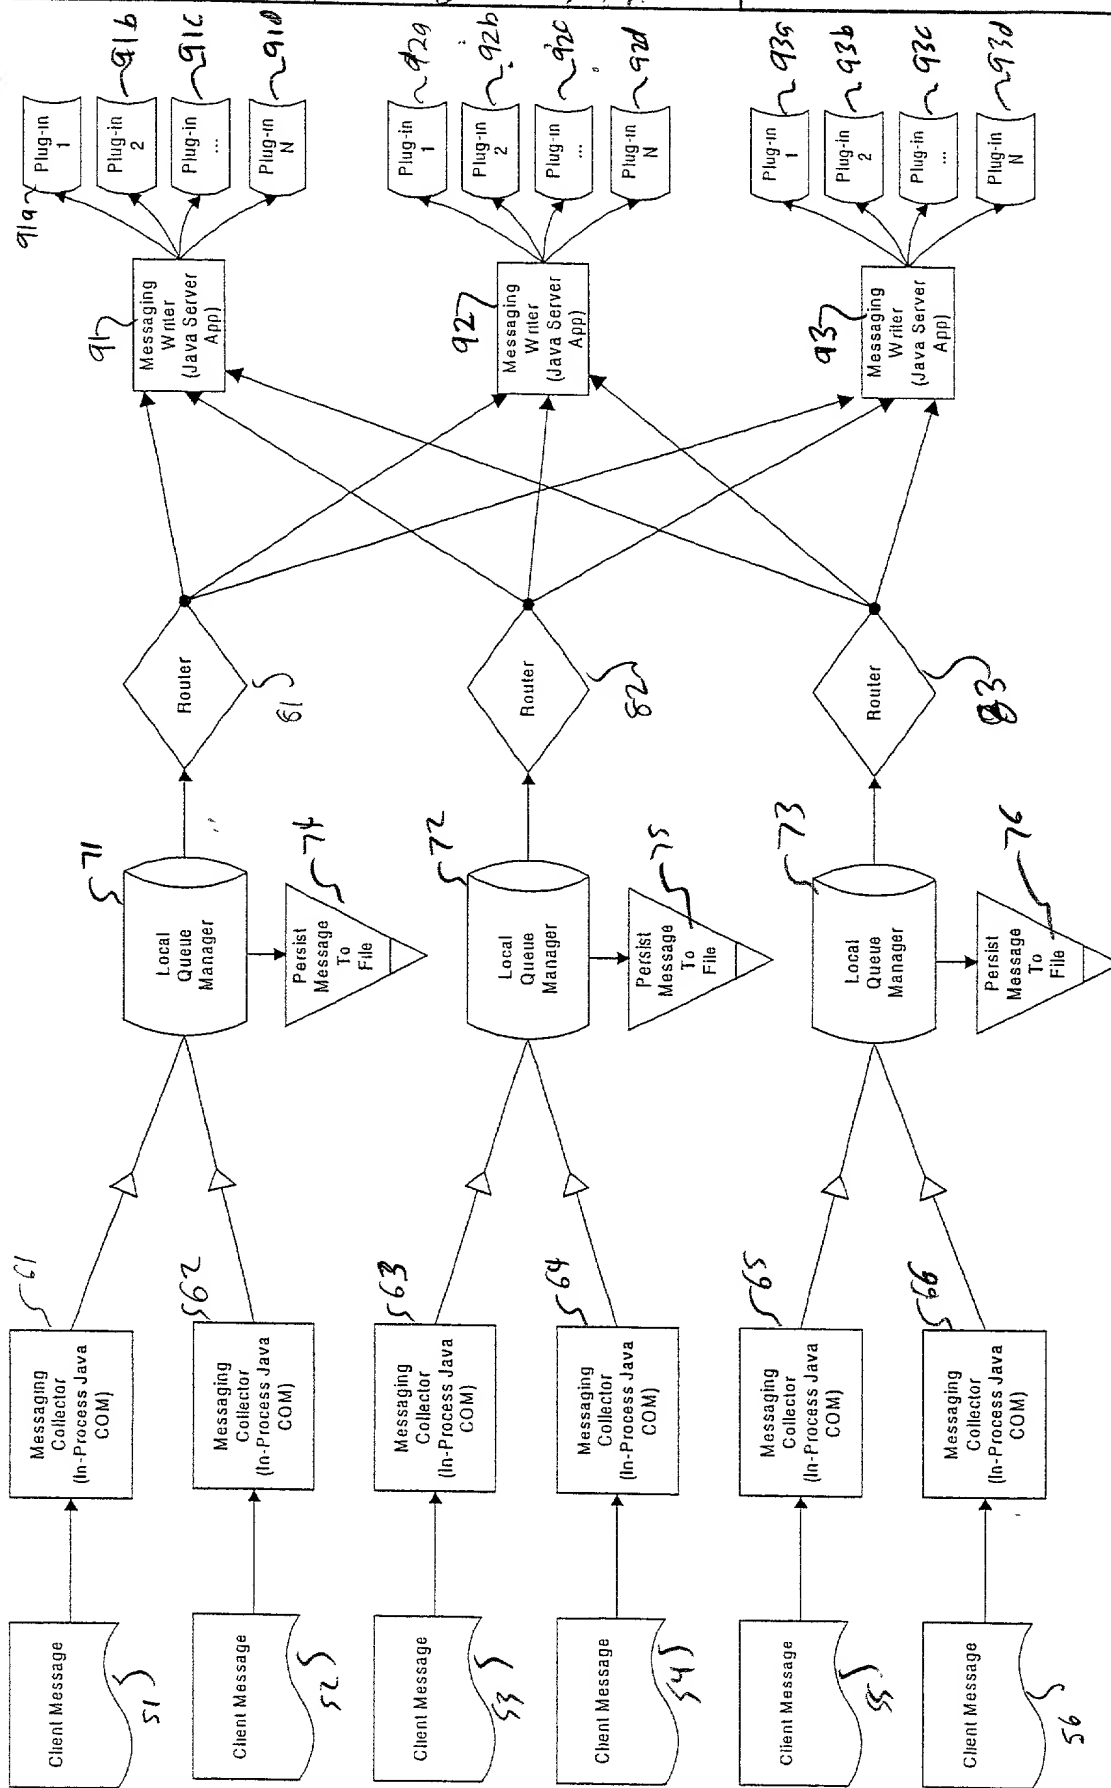 Client Message
51
Client Message
52
Client Message
53
Client Message
54
Client Message
55
Client Message
56
Messaging
Collector
(In-Process Java
COM)
61
Messaging
Collector
(In-Process Java
COM)
62
Messaging
Collector
(In-Process Java
COM)
63
Messaging
Collector
(In-Process Java
COM)
64
Messaging
Collector
(In-Process Java
COM)
65
Messaging
Collector
(In-Process Java
COM)
66
Local
Queue
Manager
71
Persist
Message
To
File
74
Local
Queue
Manager
72
Persist
Message
To
File
75
Local
Queue
Manager
73
Persist
Message
To
File
76
Router
81
Router
82
Router
83
91
Messaging
Writer
(Java Server
App)
92
Messaging
Writer
(Java Server
App)
93
Messaging
Writer
(Java Server
App)
91a
Plug-in
1
Plug-in
2
91b
Plug-in
...
91c
Plug-in
N
91d
Plug-in
1
92a
Plug-in
2
92b
Plug-in
...
92c
Plug-in
N
92d
Plug-in
1
93a
Plug-in
2
93b
Plug-in
...
93c
Plug-in
N
93d